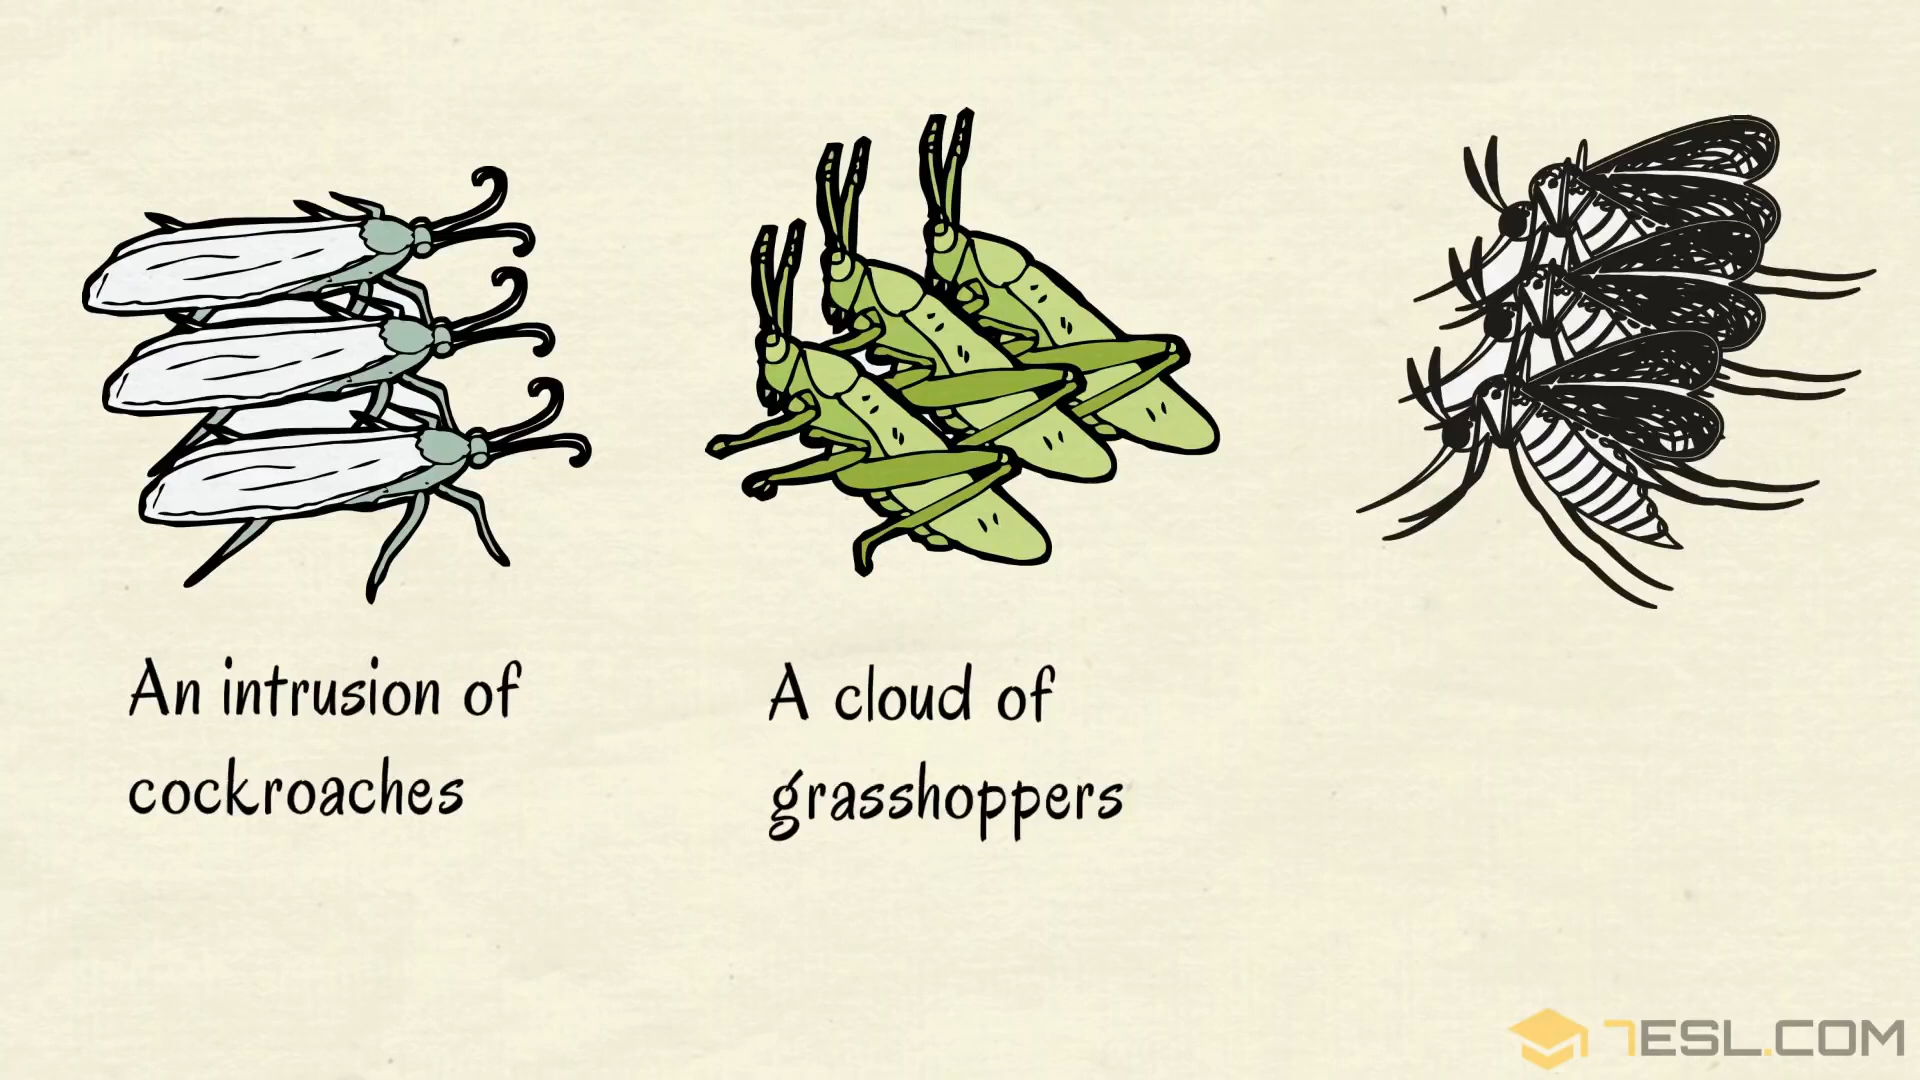 An intrusion of
cockroaches
A cloud of
grasshoppers
7ESL.COM